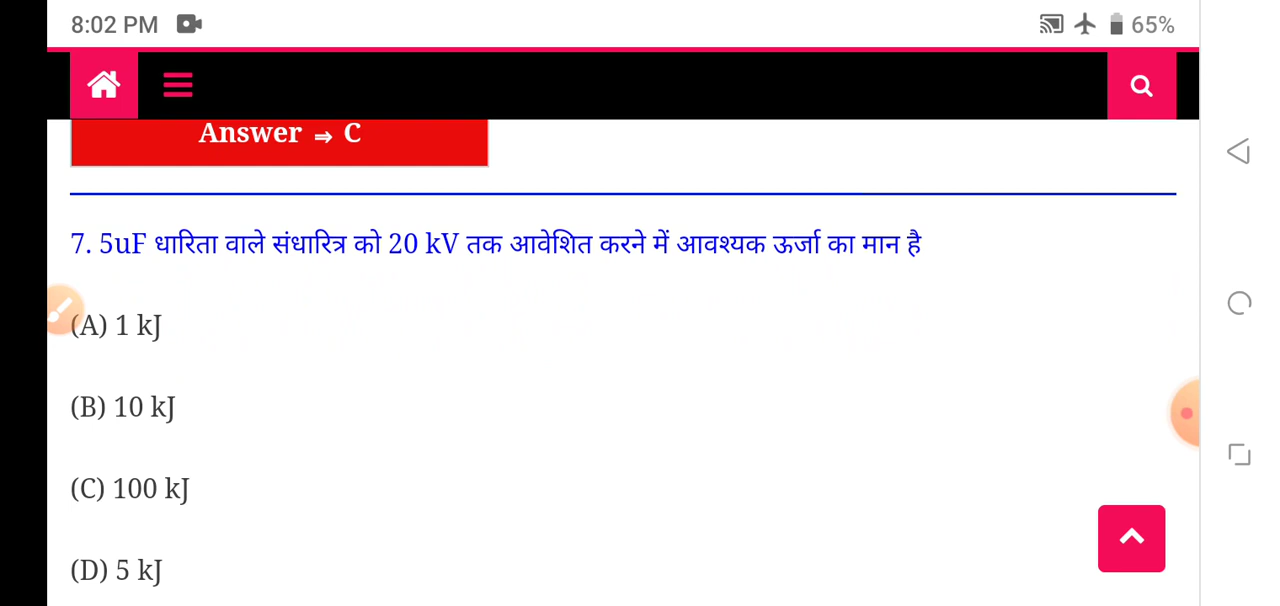 8:02 PM 65%
Answer ⇒ C
7. 5uF धारिता वाले संधारित्र को 20 kV तक आवेशित करने में आवश्यक ऊर्जा का मान है
(A) 1 kJ
(B) 10 kJ
(C) 100 kJ
(D) 5 kJ